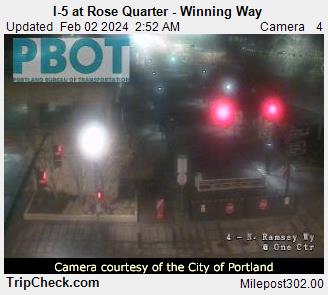 I-5 at Rose Quarter - Winning Way
Updated Feb 02 2024 2:52 AM Camera 4
PBOT
PORTLAND BUREAU OF TRANSPORTATION
4 - N. Ramsey Wy
@ One Ctr
Camera courtesy of the City of Portland
TripCheck.com Milepost302.00